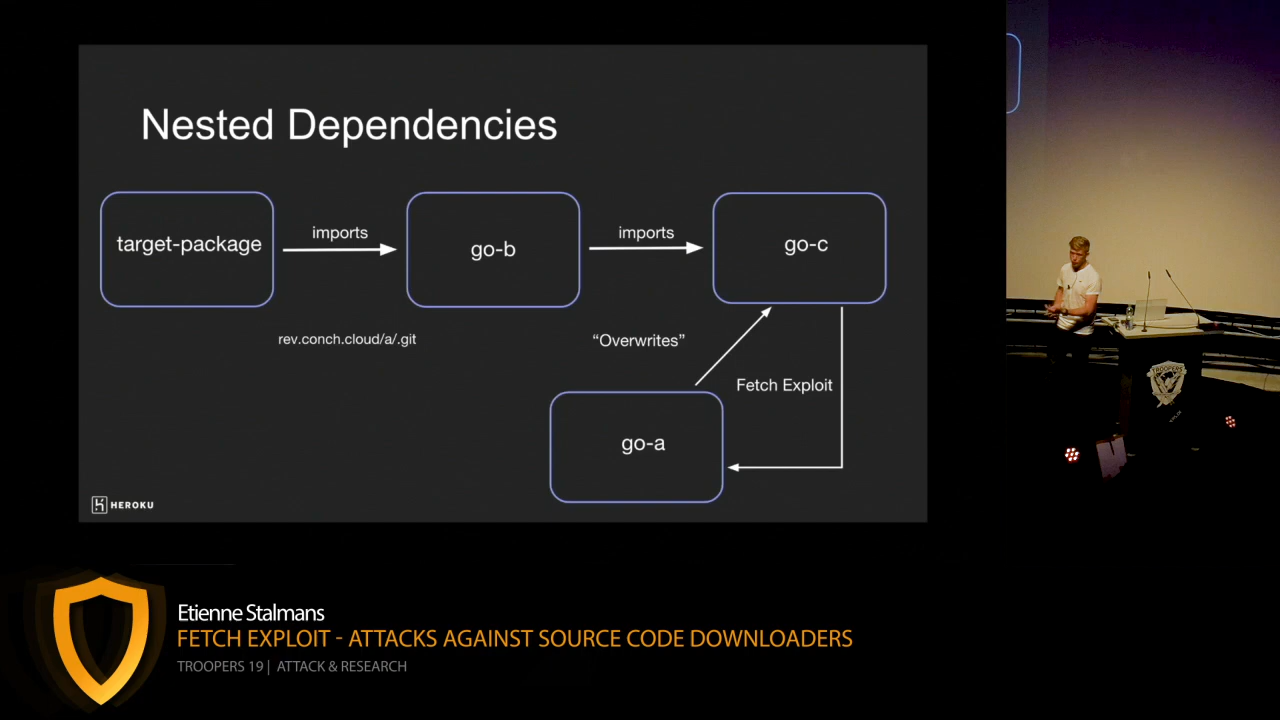 Nested Dependencies
target-package
imports
go-b
imports
go-c
rev.conch.cloud/a/.git
“Overwrites”
Fetch Exploit
go-a
HEROKU
TROOPERS
Etienne Stalmans
FETCH EXPLOIT - ATTACKS AGAINST SOURCE CODE DOWNLOADERS
TROOPERS 19 | ATTACK & RESEARCH